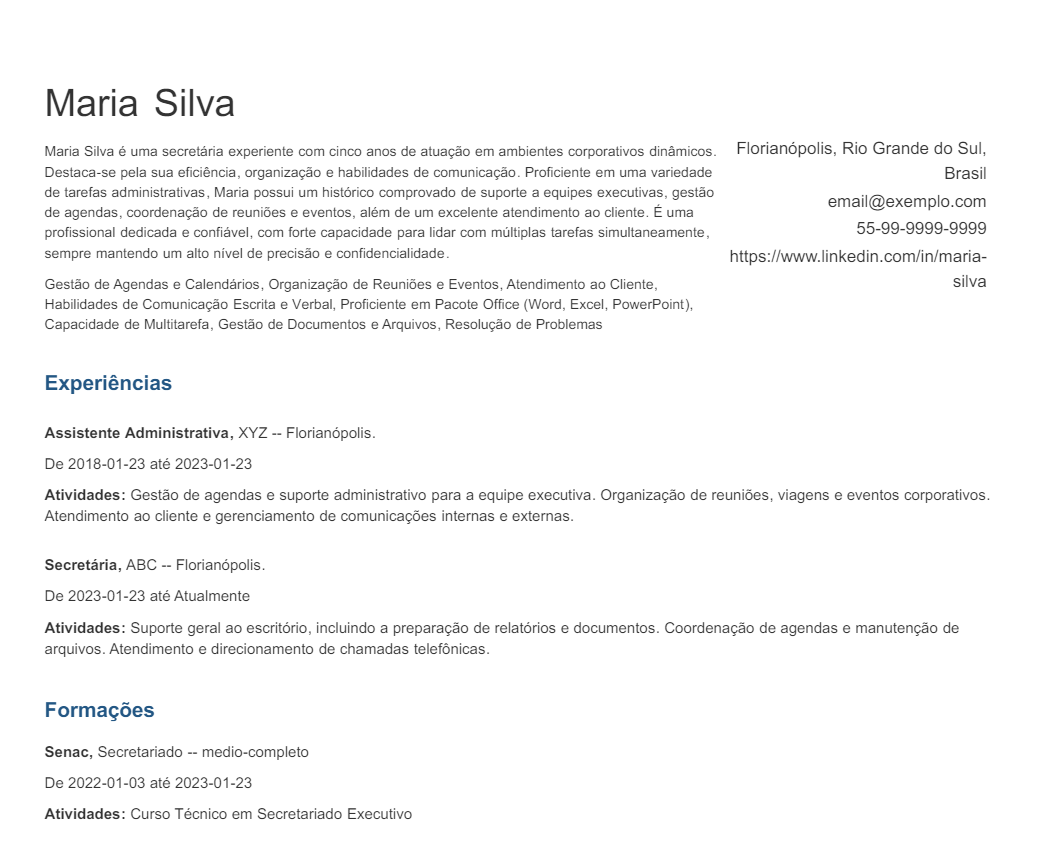 Maria Silva
Maria Silva é uma secretária experiente com cinco anos de atuação em ambientes corporativos dinâmicos.
Destaca-se pela sua eficiência, organização e habilidades de comunicação. Proficiente em uma variedade
de tarefas administrativas, Maria possui um histórico comprovado de suporte a equipes executivas, gestão
de agendas, coordenação de reuniões e eventos, além de um excelente atendimento ao cliente. É uma
profissional dedicada e confiável, com forte capacidade para lidar com múltiplas tarefas simultaneamente,
sempre mantendo um alto nível de precisão e confidencialidade.
Gestão de Agendas e Calendários, Organização de Reuniões e Eventos, Atendimento ao Cliente,
Habilidades de Comunicação Escrita e Verbal, Proficiente em Pacote Office (Word, Excel, PowerPoint),
Capacidade de Multitarefa, Gestão de Documentos e Arquivos, Resolução de Problemas
Florianópolis, Rio Grande do Sul,
Brasil
email@exemplo.com
55-99-9999-9999
https://www.linkedin.com/in/maria-
silva
Experiências
Assistente Administrativa, XYZ -- Florianópolis.
De 2018-01-23 até 2023-01-23
Atividades: Gestão de agendas e suporte administrativo para a equipe executiva. Organização de reuniões, viagens e eventos corporativos.
Atendimento ao cliente e gerenciamento de comunicações internas e externas.
Secretária, ABC -- Florianópolis.
De 2023-01-23 até Atualmente
Atividades: Suporte geral ao escritório, incluindo a preparação de relatórios e documentos. Coordenação de agendas e manutenção de
arquivos. Atendimento e direcionamento de chamadas telefônicas.
Formações
Senac, Secretariado -- medio-completo
De 2022-01-03 até 2023-01-23
Atividades: Curso Técnico em Secretariado Executivo